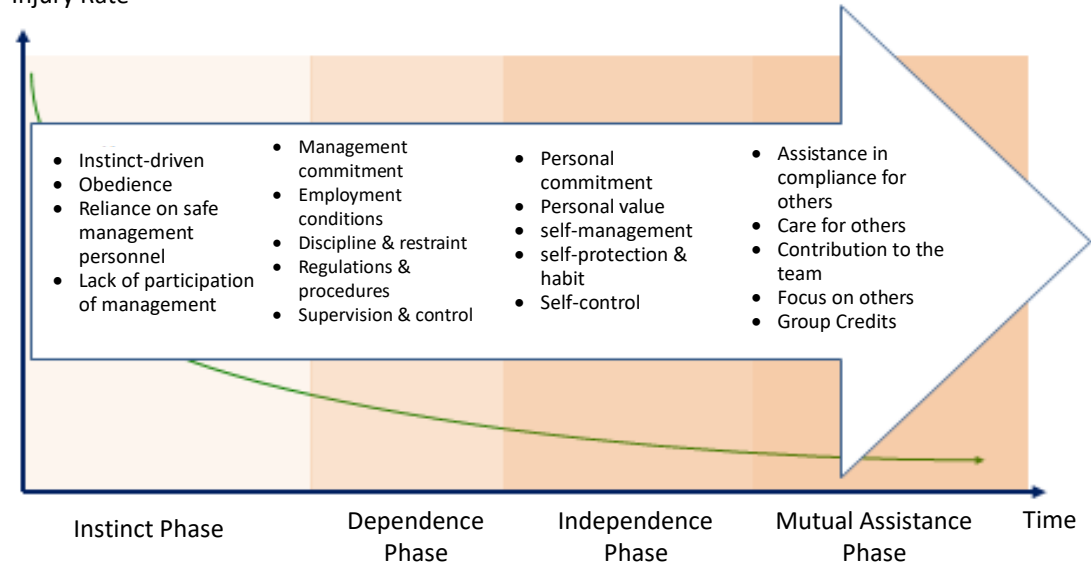 Injury Rate
• Instinct-driven
• Obedience
• Reliance on safe
management
personnel
• Lack of participation
of management
• Management
commitment
• Employment
conditions
• Discipline & restraint
• Regulations &
procedures
• Supervision & control
• Personal
commitment
• Personal value
• self-management
• self-protection &
habit
• Self-control
• Assistance in
compliance for
others
• Care for others
• Contribution to the
team
• Focus on others
• Group Credits
Instinct Phase
Dependence
Phase
Independence
Phase
Mutual Assistance
Phase
Time